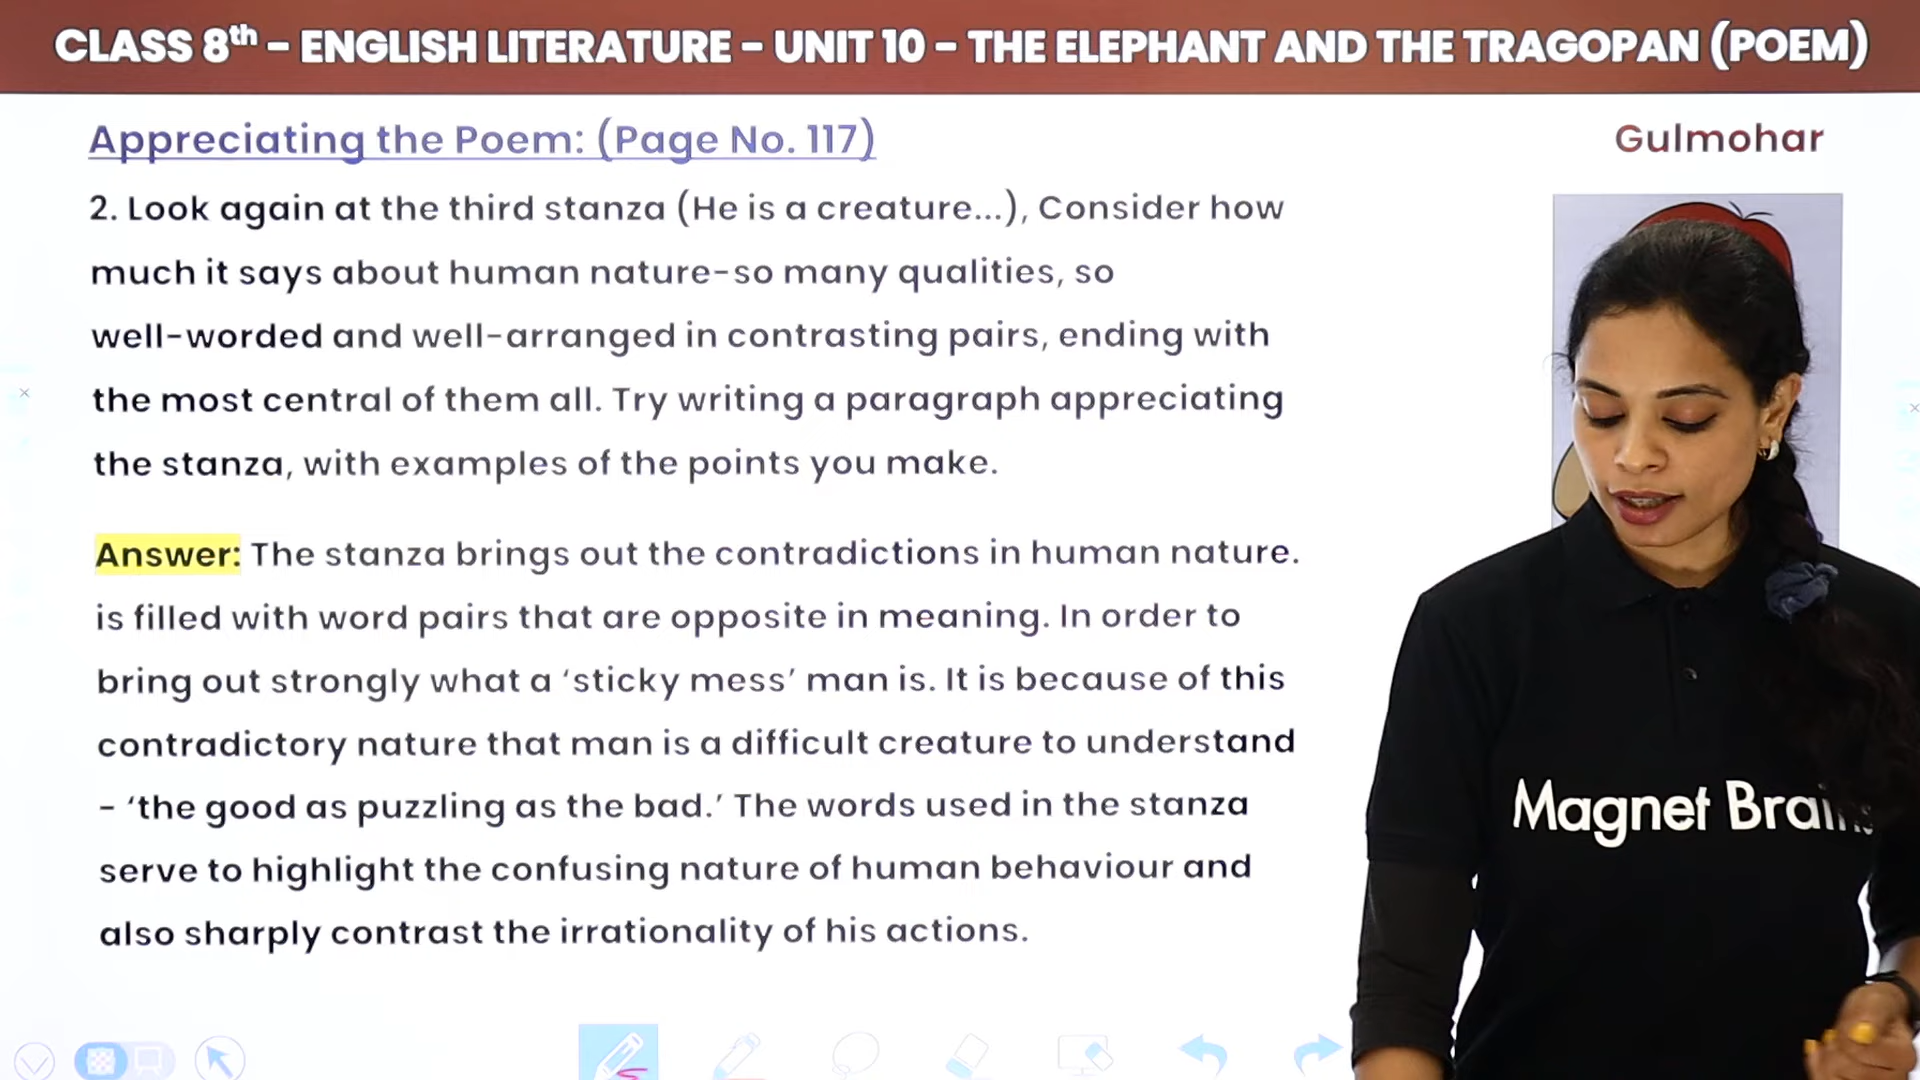 CLASS 8th – ENGLISH LITERATURE – UNIT 10 – THE ELEPHANT AND THE TRAGOPAN (POEM)
Appreciating the Poem: (Page No. 117)
Gulmohar
2. Look again at the third stanza (He is a creature...), Consider how
much it says about human nature-so many qualities, so
well-worded and well-arranged in contrasting pairs, ending with
the most central of them all. Try writing a paragraph appreciating
the stanza, with examples of the points you make.
Answer: The stanza brings out the contradictions in human nature.
is filled with word pairs that are opposite in meaning. In order to
bring out strongly what a ‘sticky mess’ man is. It is because of this
contradictory nature that man is a difficult creature to understand
- ‘the good as puzzling as the bad.’ The words used in the stanza
serve to highlight the confusing nature of human behaviour and
also sharply contrast the irrationality of his actions.
Magnet Brains